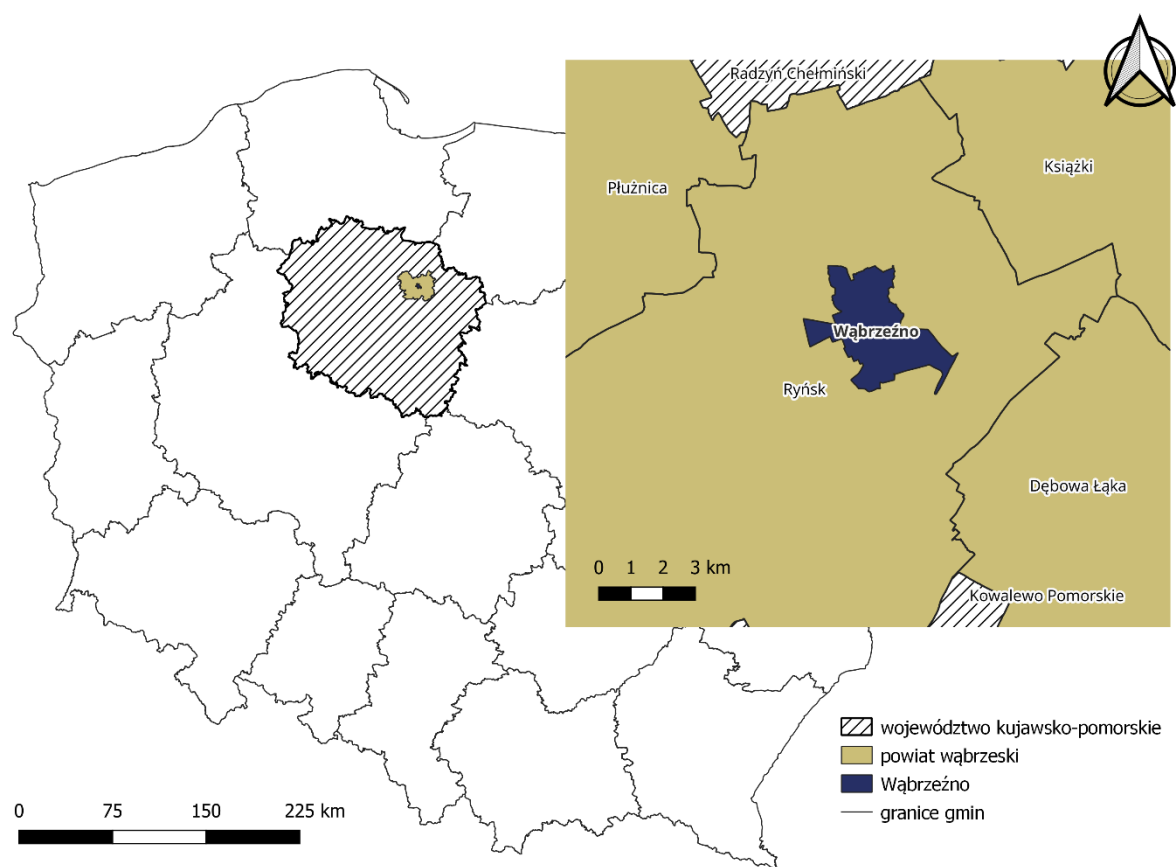 Radzyń Chełmiński
Płużnica
Książki
Wąbrzeźno
Ryńsk
Dębowa Łąka
0 1 2 3 km
Kowalewo Pomorskie
województwo kujawsko-pomorskie
powiat wąbrzeski
Wąbrzeźno
granice gmin
0 75 150 225 km